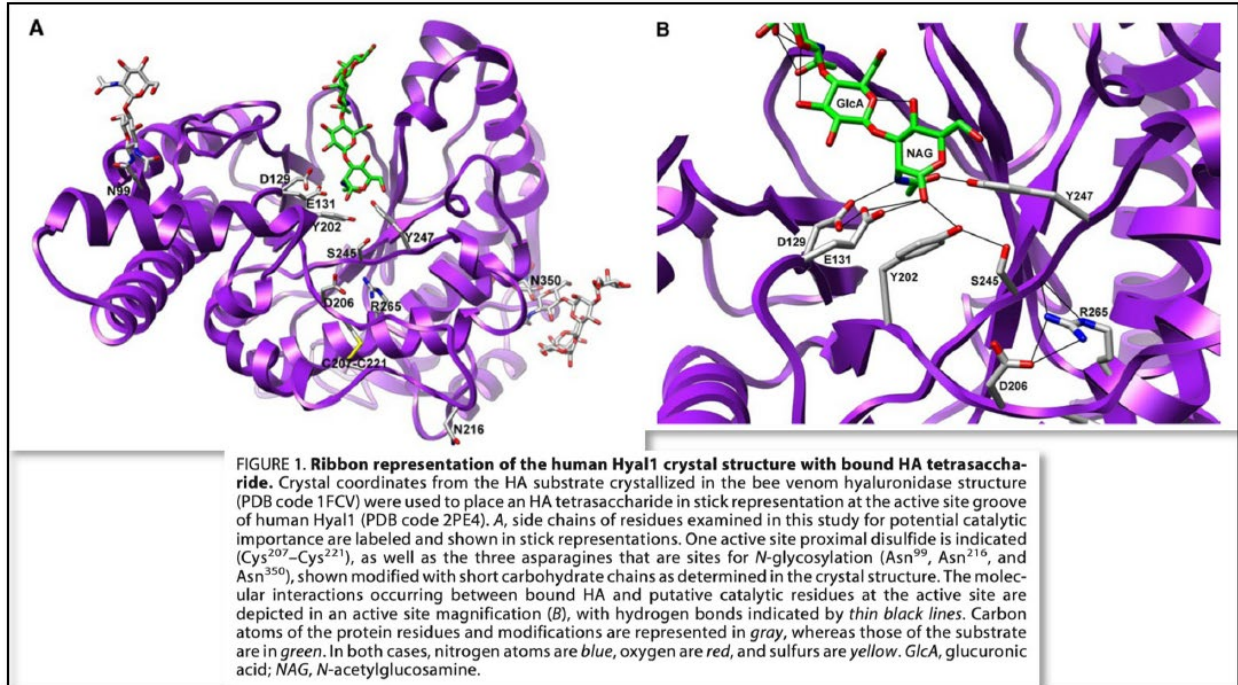 A
N99
D129
E131
Y202
S245
Y247
D206
R265
C207-C221
N350
N216
B
GlcA
NAG
D129
E131
Y202
Y247
S245
R265
D206
FIGURE 1. Ribbon representation of the human Hyal1 crystal structure with bound HA tetrasaccha-
ride. Crystal coordinates from the HA substrate crystallized in the bee venom hyaluronidase structure
(PDB code 1FCV) were used to place an HA tetrasaccharide in stick representation at the active site groove
of human Hyal1 (PDB code 2PE4). A, side chains of residues examined in this study for potential catalytic
importance are labeled and shown in stick representations. One active site proximal disulfide is indicated
(Cys²⁰⁷–Cys²²¹), as well as the three asparagines that are sites for N-glycosylation (Asn⁹⁹, Asn²¹⁶, and
Asn³⁵⁰), shown modified with short carbohydrate chains as determined in the crystal structure. The molec-
ular interactions occurring between bound HA and putative catalytic residues at the active site are
depicted in an active site magnification (B), with hydrogen bonds indicated by thin black lines. Carbon
atoms of the protein residues and modifications are represented in gray, whereas those of the substrate
are in green. In both cases, nitrogen atoms are blue, oxygen are red, and sulfurs are yellow. GlcA, glucuronic
acid; NAG, N-acetylglucosamine.